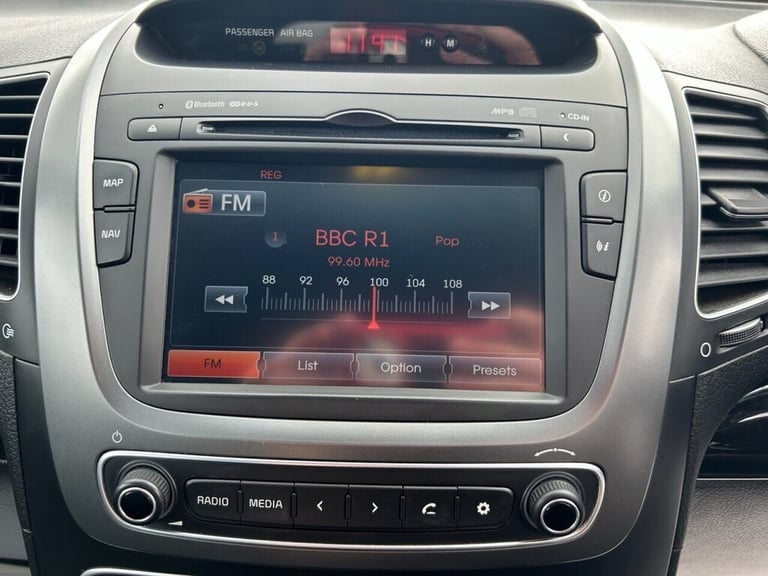 PASSENGER AIR BAG
H M
Bluetooth R·D·S
MP3
CD-IN
MAP
NAV
REG
FM
1 BBC R1 Pop
99.60 MHz
88 92 96 100 104 108
FM List Option Presets
RADIO MEDIA